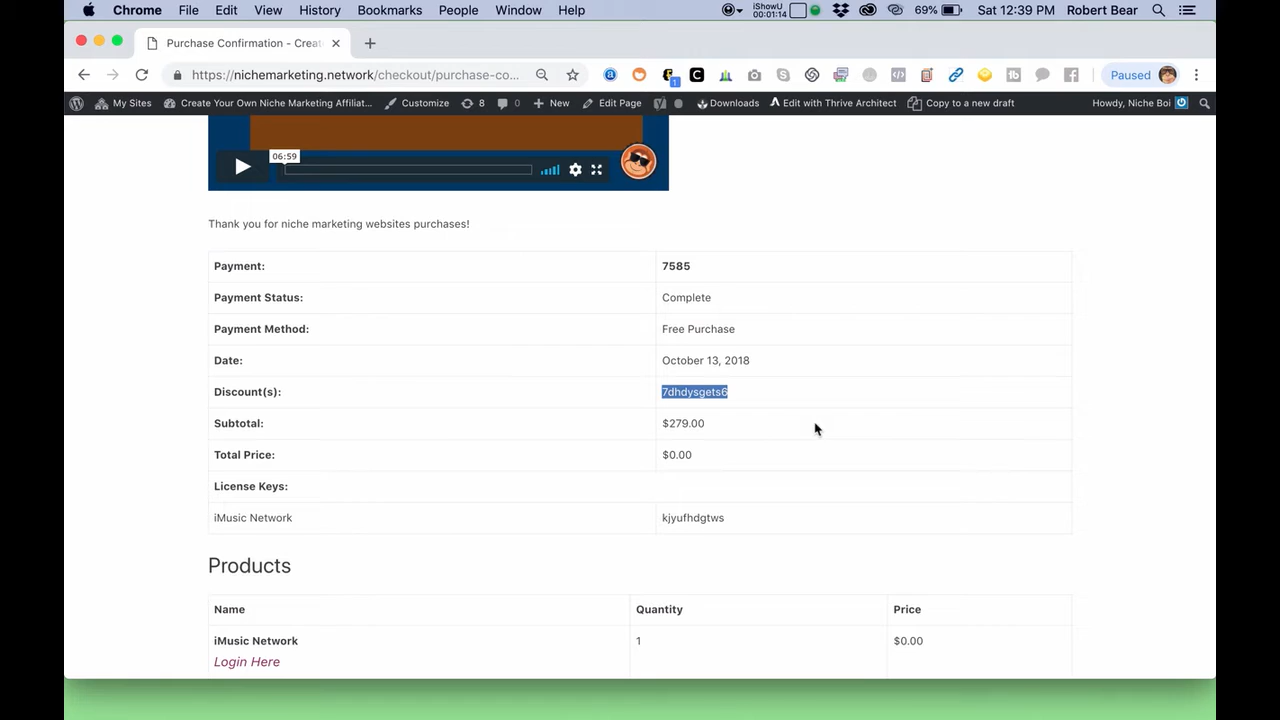 Chrome File Edit View History Bookmarks People Window Help iShowU 00:01:14 69% Sat 12:39 PM Robert Bear
Purchase Confirmation - Creat
https://nichemarketing.network/checkout/purchase-co... 1 Paused
My Sites Create Your Own Niche Marketing Affiliat... Customize 8 0 New Edit Page Downloads Edit with Thrive Architect Copy to a new draft Howdy, Niche Boi
06:59
Thank you for niche marketing websites purchases!
Payment: 7585
Payment Status: Complete
Payment Method: Free Purchase
Date: October 13, 2018
Discount(s): 7dhdysgets6
Subtotal: $279.00
Total Price: $0.00
License Keys:
iMusic Network kjyufhdgtws
Products
Name Quantity Price
iMusic Network 1 $0.00
Login Here